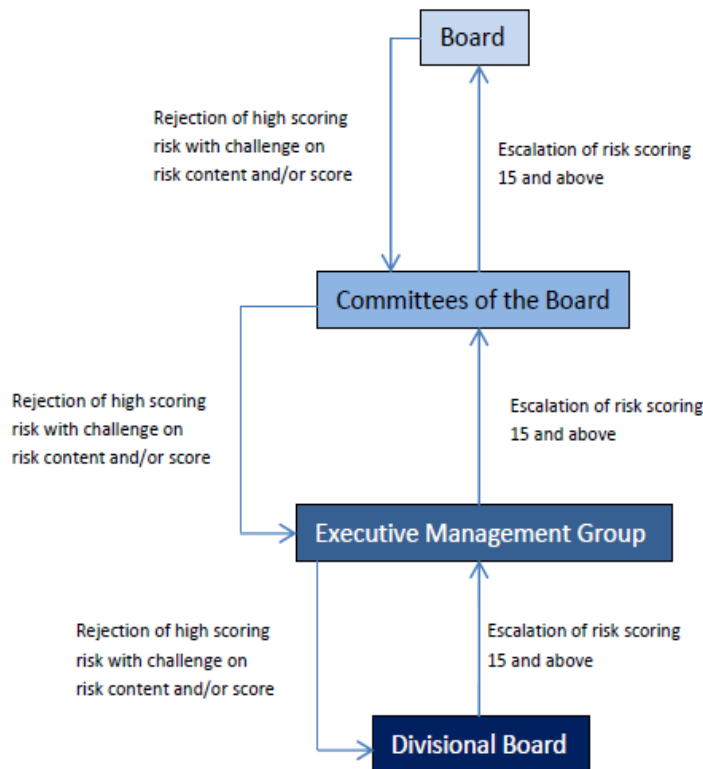 Board
Rejection of high scoring
risk with challenge on
risk content and/or score
Escalation of risk scoring
15 and above
Committees of the Board
Rejection of high scoring
risk with challenge on
risk content and/or score
Escalation of risk scoring
15 and above
Executive Management Group
Rejection of high scoring
risk with challenge on
risk content and/or score
Escalation of risk scoring
15 and above
Divisional Board